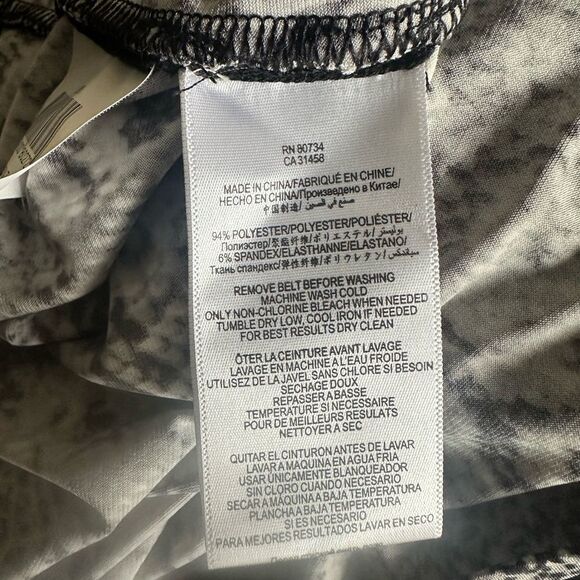 RN 80734
CA 31458
MADE IN CHINA/FABRIQUÉ EN CHINE/
HECHO EN CHINA/Произведено в Китае/
中国制造/ صنع في الصين/
94% POLYESTER/POLYESTER/POLIÉSTER/
Полиэстер/聚酯纤维/ポリエステル/بوليستر/
6% SPANDEX/ELASTHANNE/ELASTANO/
Ткань спандекс/弹性纤维/ポリウレタン/سباندكس/
REMOVE BELT BEFORE WASHING
MACHINE WASH COLD
ONLY NON-CHLORINE BLEACH WHEN NEEDED
TUMBLE DRY LOW, COOL IRON IF NEEDED
FOR BEST RESULTS DRY CLEAN
ÔTER LA CEINTURE AVANT LAVAGE
LAVAGE EN MACHINE A L'EAU FROIDE
UTILISEZ DE LA JAVEL SANS CHLORE SI BESOIN
SECHAGE DOUX
REPASSER A BASSE
TEMPERATURE SI NECESSAIRE
POUR DE MEILLEURS RESULATS
NETTOYER A SEC
QUITAR EL CINTURON ANTES DE LAVAR
LAVAR A MAQUINA EN AGUA FRIA
USAR ÚNICAMENTE BLANQUEADOR
SIN CLORO CUANDO NECESARIO
SECAR A MAQUINA A BAJA TEMPERATURA
PLANCHA A BAJA TEMPERATURA
SI ES NECESARIO
PARA MEJORES RESULTADOS LAVAR EN SECO